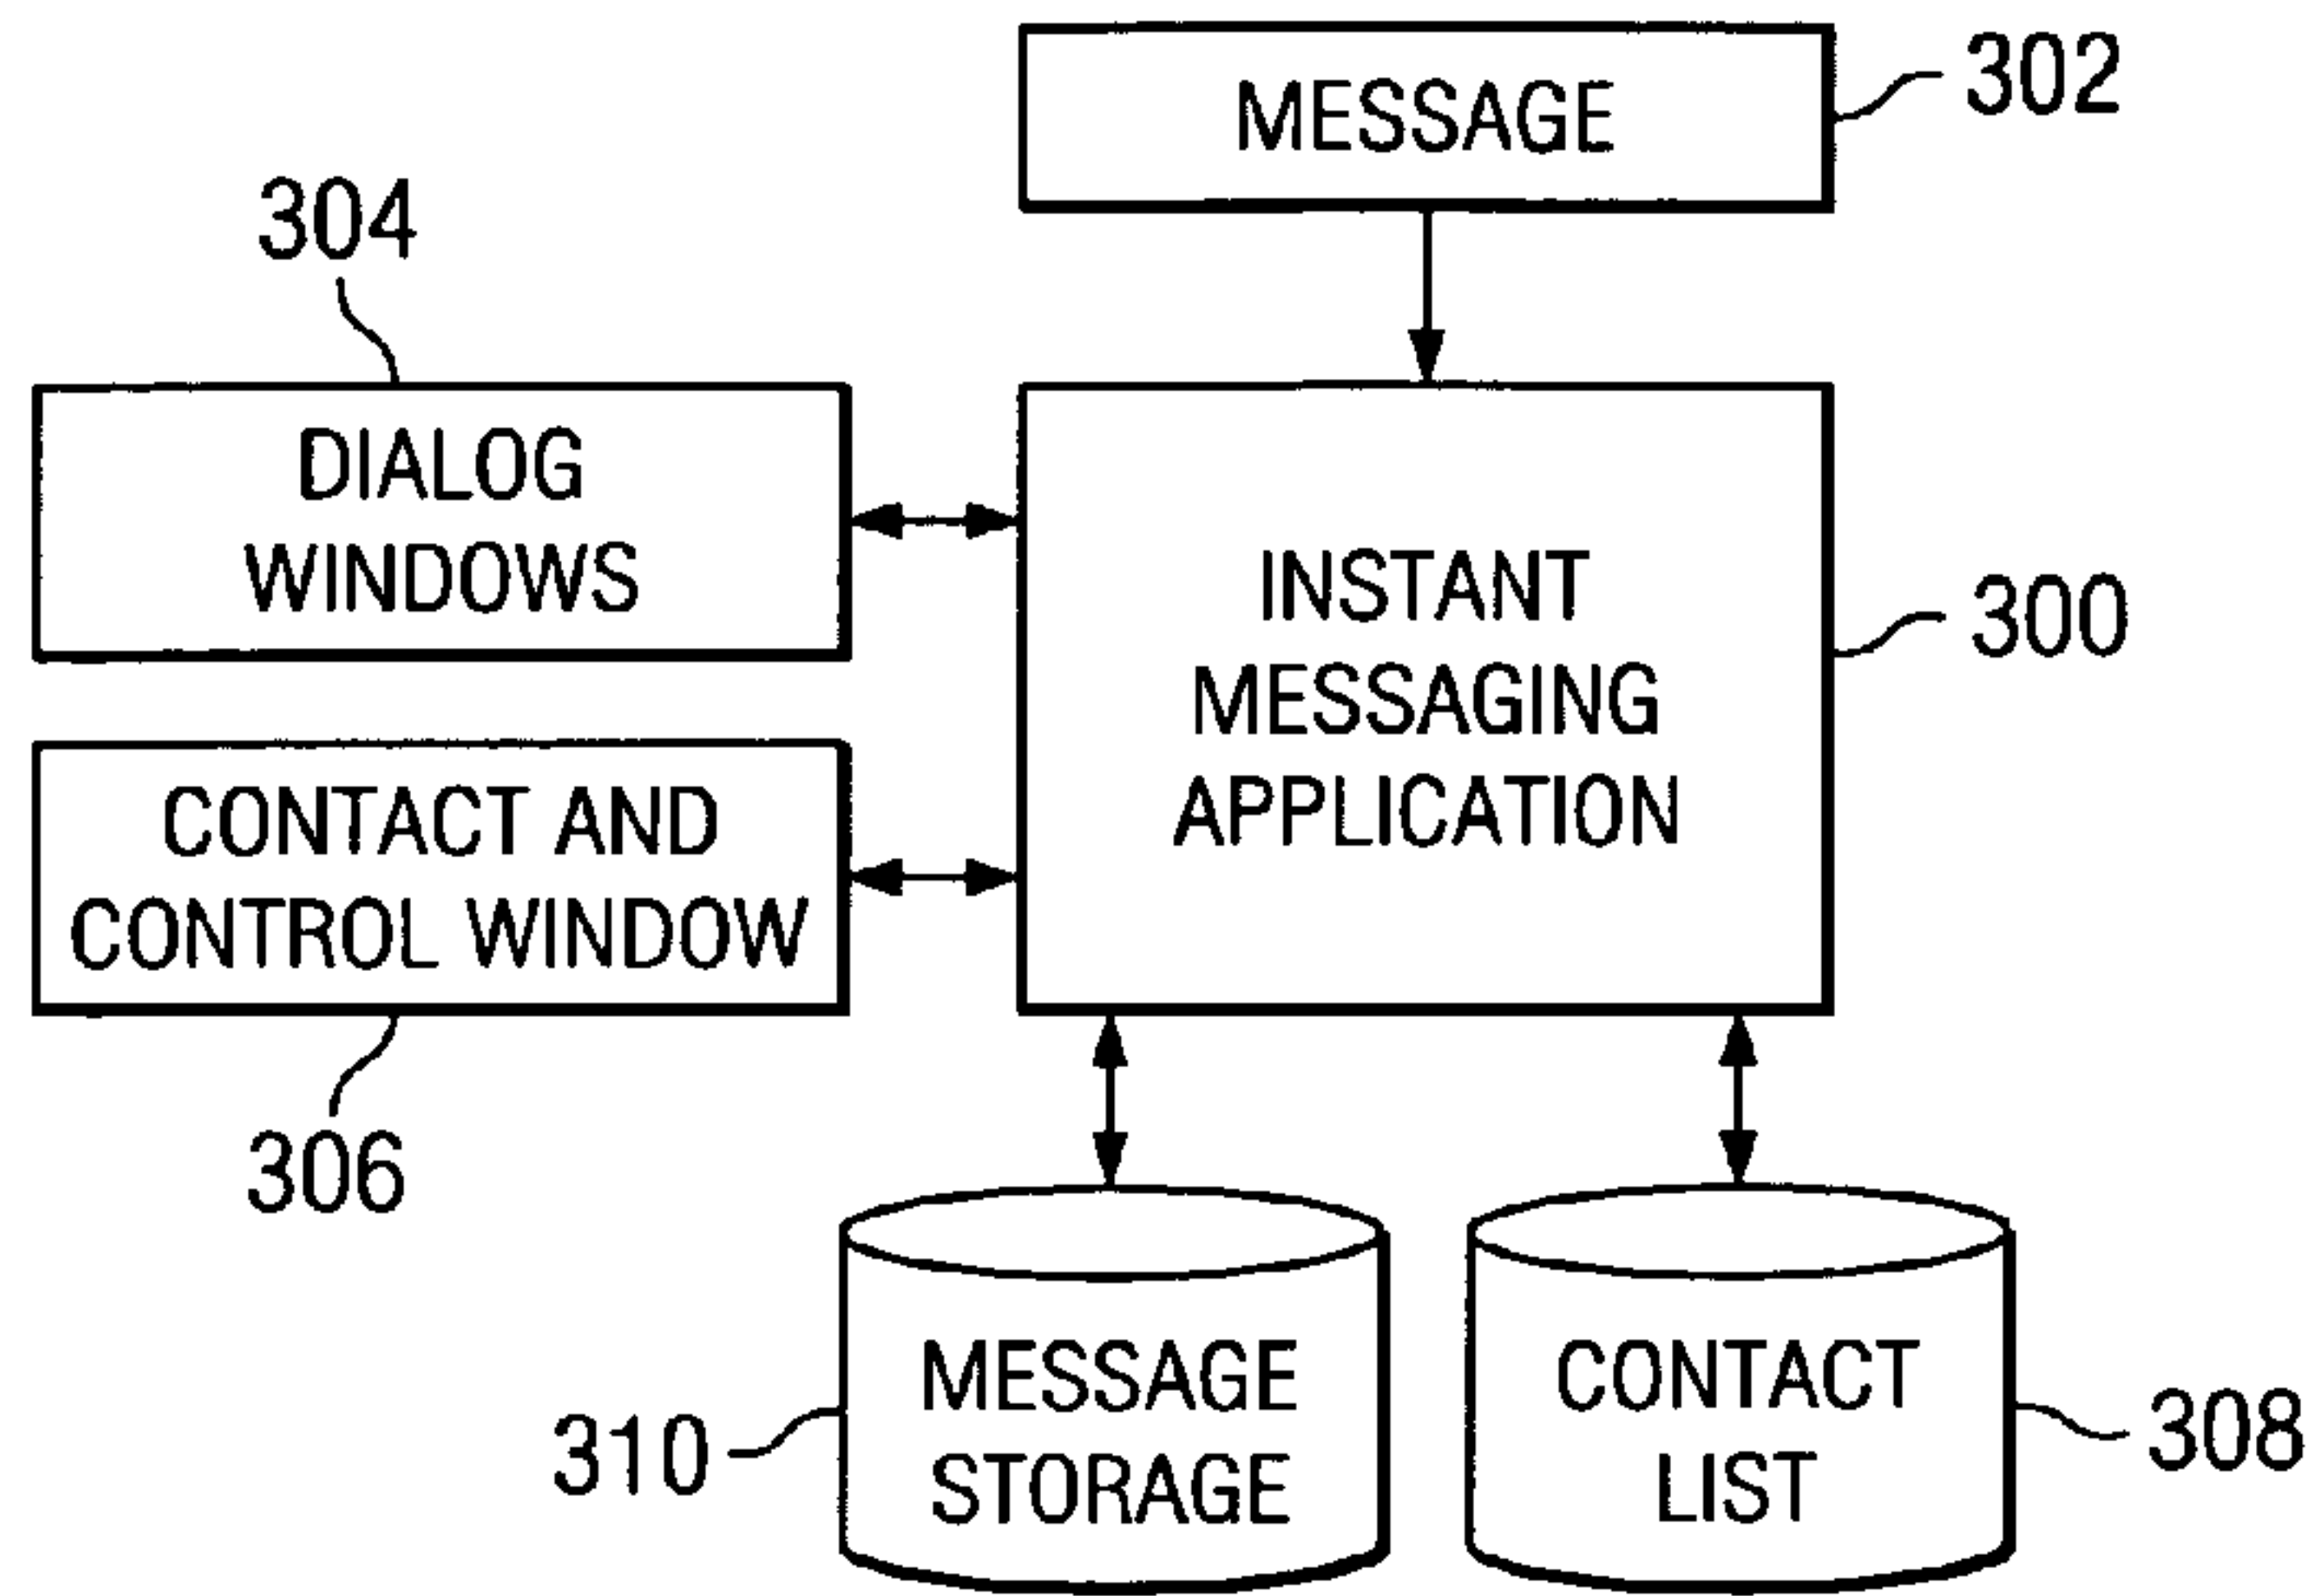 MESSAGE
302
304
DIALOG
WINDOWS
INSTANT
MESSAGING
APPLICATION
300
CONTACT AND
CONTROL WINDOW
306
MESSAGE
STORAGE
310
CONTACT
LIST
308